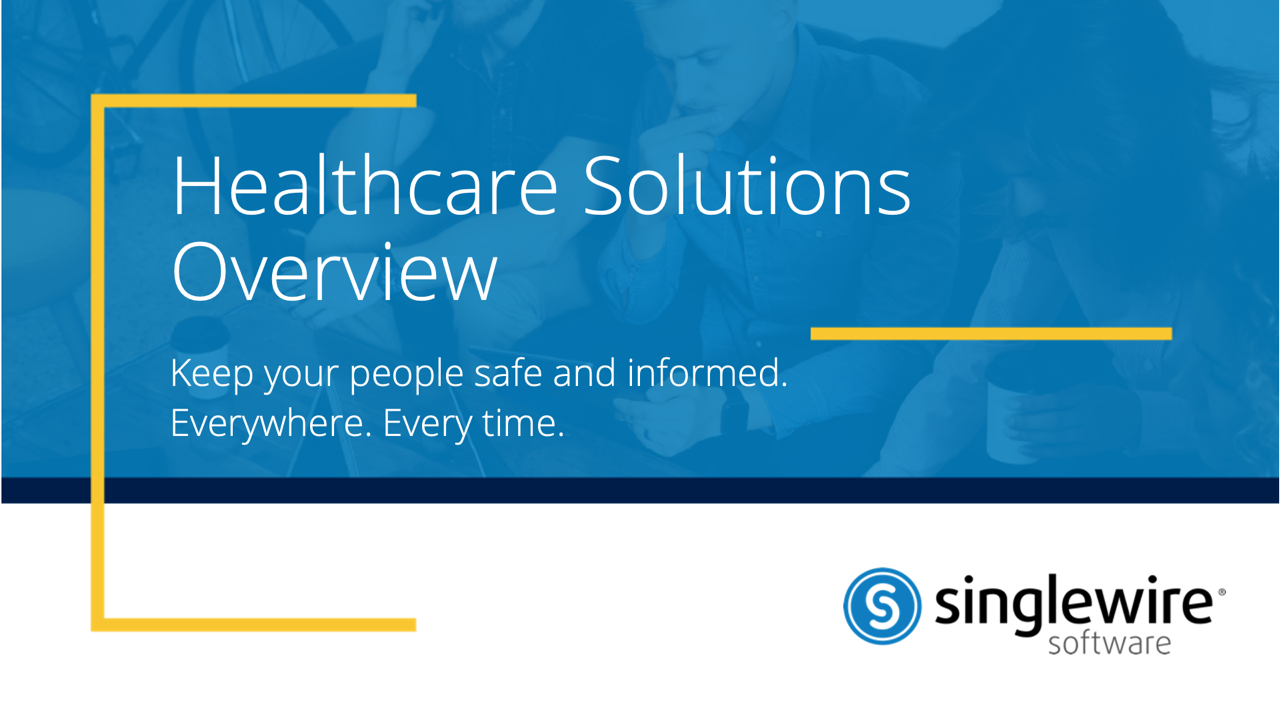 Healthcare Solutions
Overview
Keep your people safe and informed.
Everywhere. Every time.
S
singlewire®
software